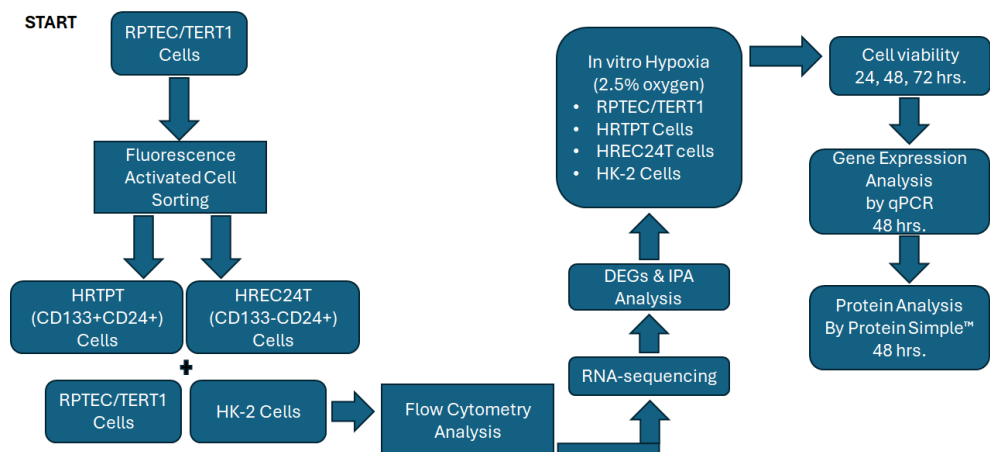 START
RPTEC/TERT1
Cells
Fluorescence
Activated Cell
Sorting
HRTPT
(CD133+CD24+)
Cells
HREC24T
(CD133-CD24+)
Cells
+
RPTEC/TERT1
Cells
HK-2 Cells
Flow Cytometry
Analysis
RNA-sequencing
DEGs & IPA
Analysis
In vitro Hypoxia
(2.5% oxygen)
• RPTEC/TERT1
• HRTPT Cells
• HREC24T cells
• HK-2 Cells
Cell viability
24, 48, 72 hrs.
Gene Expression
Analysis
by qPCR
48 hrs.
Protein Analysis
By Protein Simple™
48 hrs.